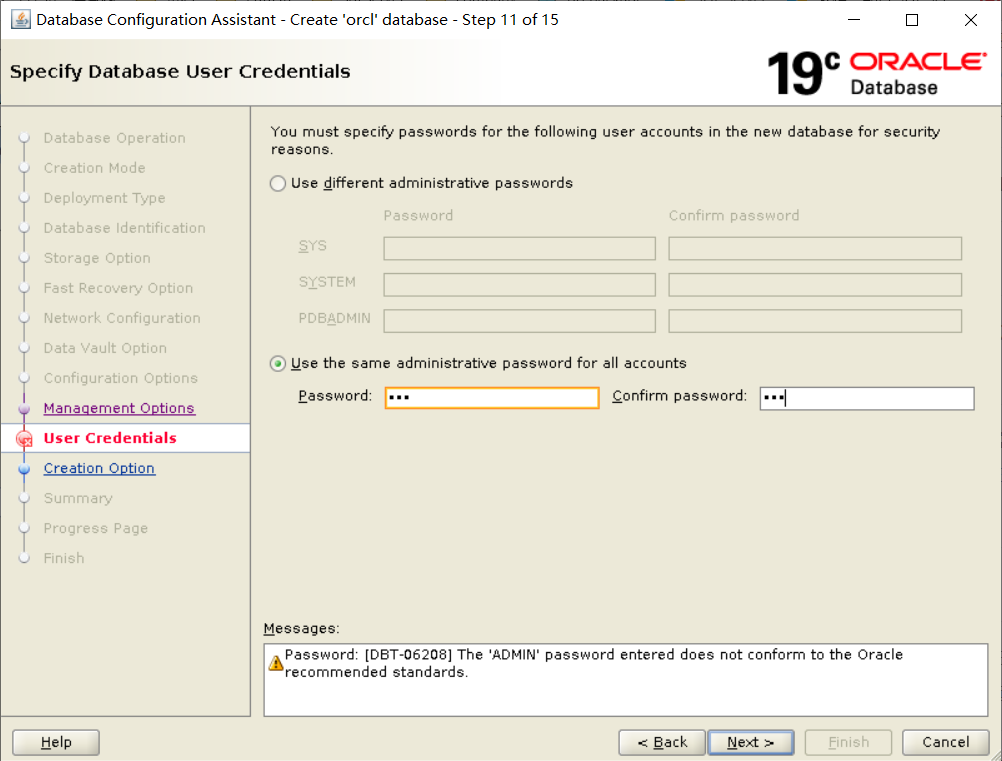 Database Configuration Assistant - Create 'orcl' database - Step 11 of 15
Specify Database User Credentials
19c ORACLE
Database
Database Operation
Creation Mode
Deployment Type
Database Identification
Storage Option
Fast Recovery Option
Network Configuration
Data Vault Option
Configuration Options
Management Options
User Credentials
Creation Option
Summary
Progress Page
Finish
You must specify passwords for the following user accounts in the new database for security
reasons.
Use different administrative passwords
Password Confirm password
SYS
SYSTEM
PDBADMIN
Use the same administrative password for all accounts
Password: ••• Confirm password: •••
Messages:
Password: [DBT-06208] The 'ADMIN' password entered does not conform to the Oracle
recommended standards.
Help < Back Next > Finish Cancel